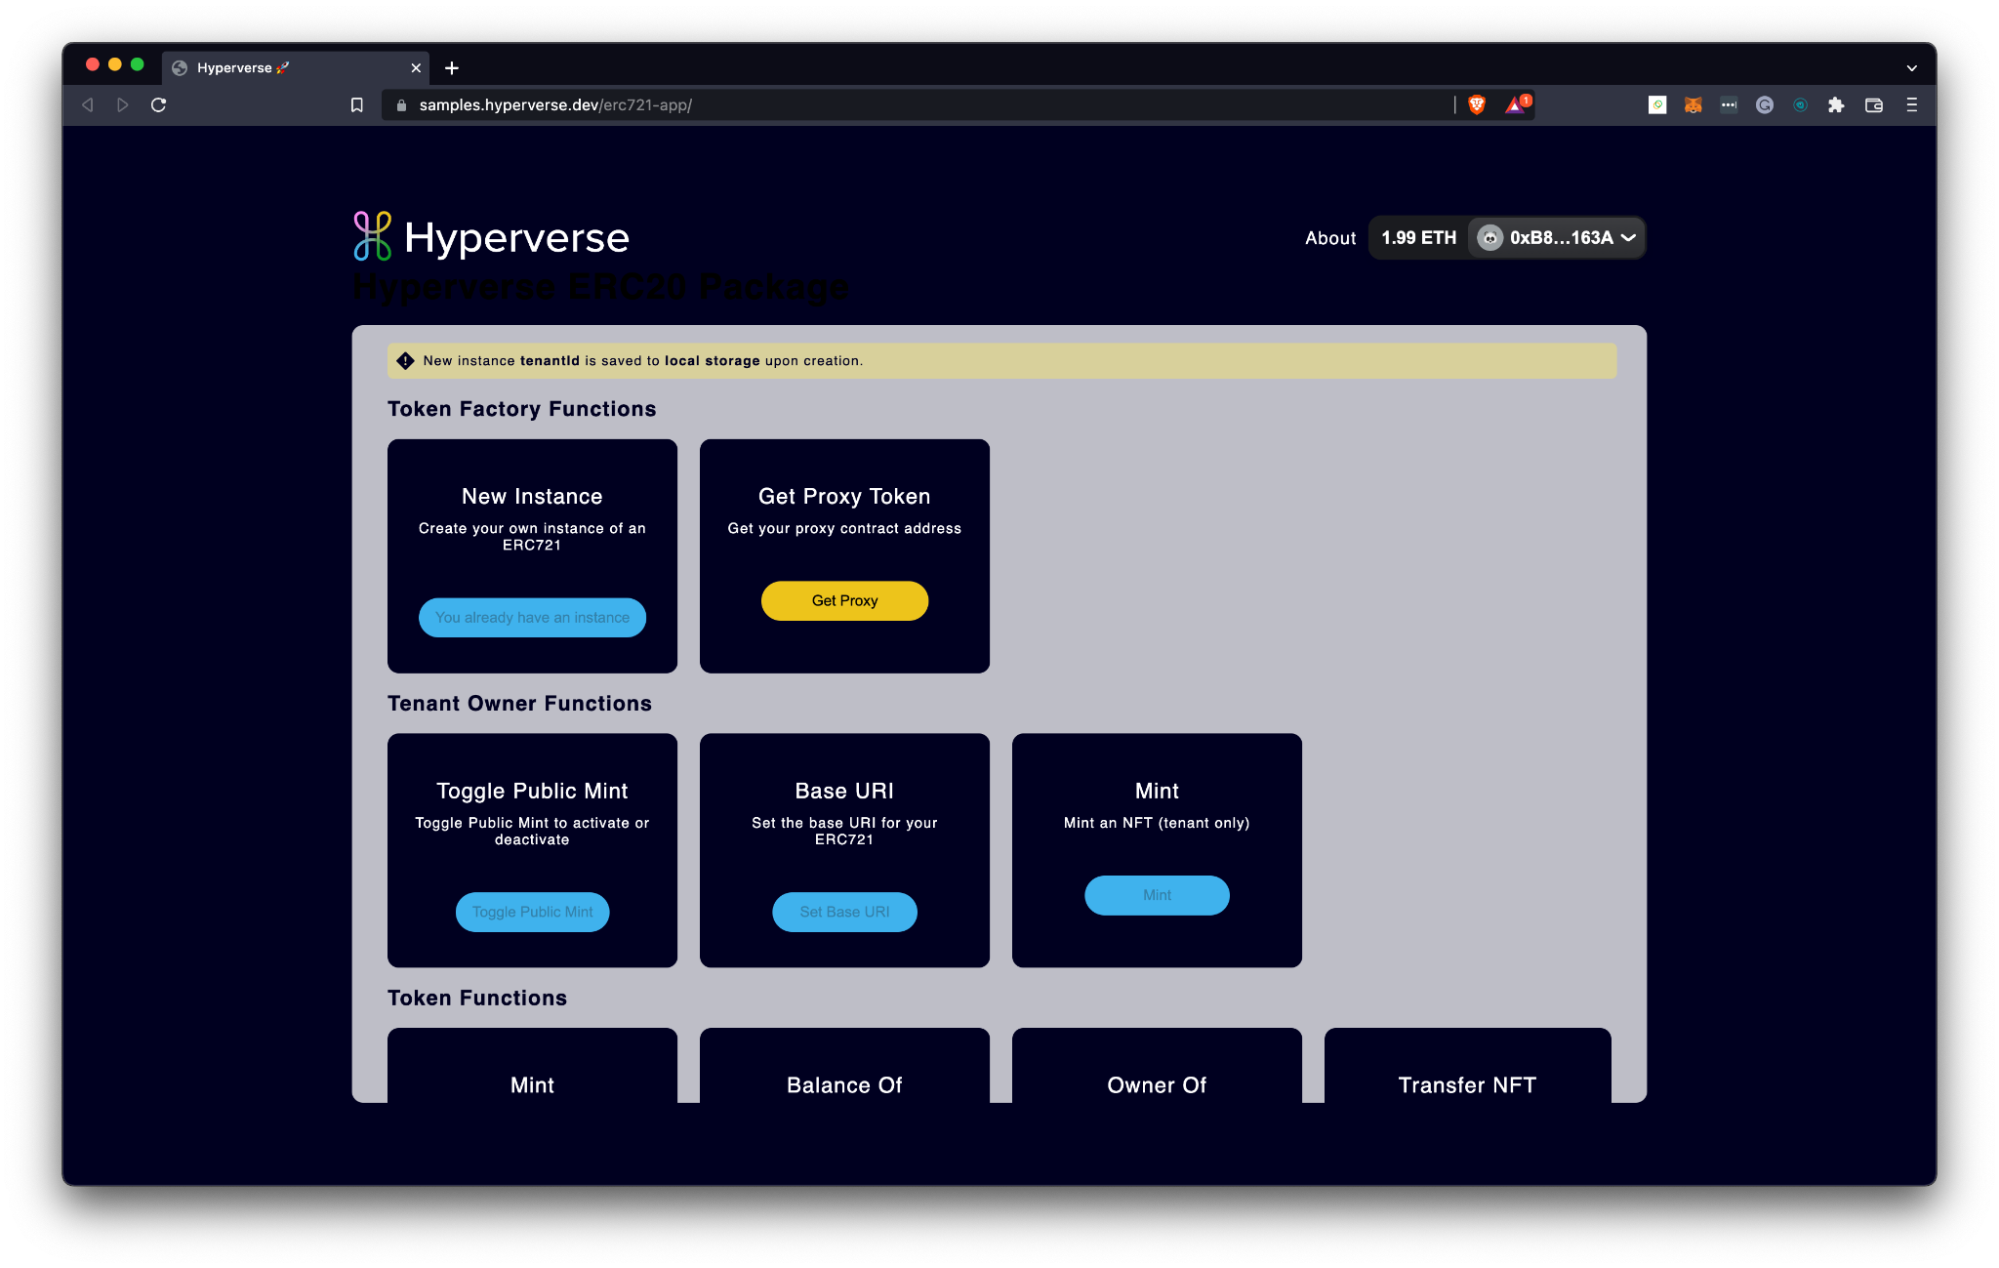 Hyperverse 🚀
samples.hyperverse.dev/erc721-app/
1
Hyperverse
About 1.99 ETH 0xB8...163A
Hyperverse ERC20 Package
New instance tenantId is saved to local storage upon creation.
Token Factory Functions
New Instance
Create your own instance of an
ERC721
You already have an instance
Get Proxy Token
Get your proxy contract address
Get Proxy
Tenant Owner Functions
Toggle Public Mint
Toggle Public Mint to activate or
deactivate
Toggle Public Mint
Base URI
Set the base URI for your
ERC721
Set Base URI
Mint
Mint an NFT (tenant only)
Mint
Token Functions
Mint
Balance Of
Owner Of
Transfer NFT